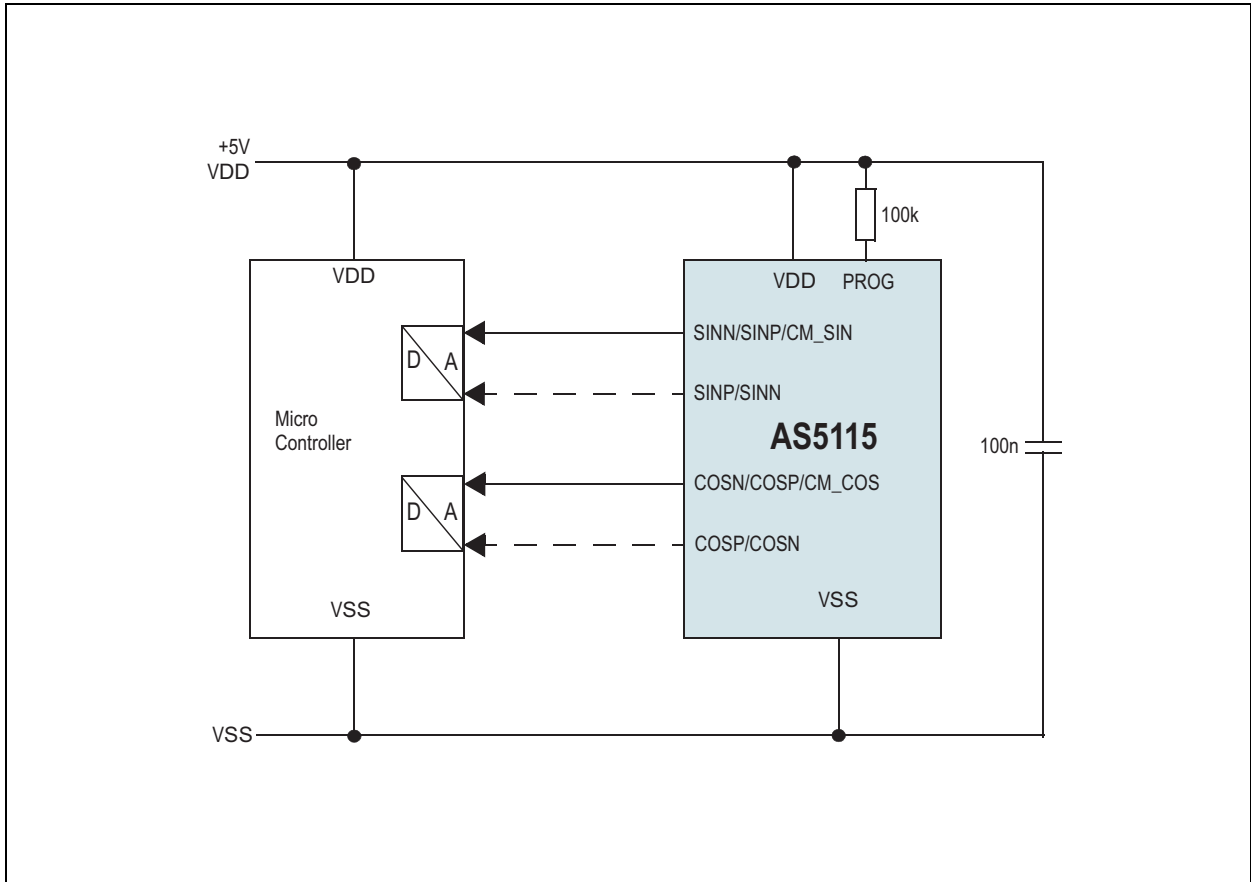 +5V
VDD
100k
VDD
VDD PROG
SINN/SINP/CM_SIN
D A
SINP/SINN
Micro
Controller
AS5115
100n
COSN/COSP/CM_COS
D A
COSP/COSN
VSS
VSS
VSS